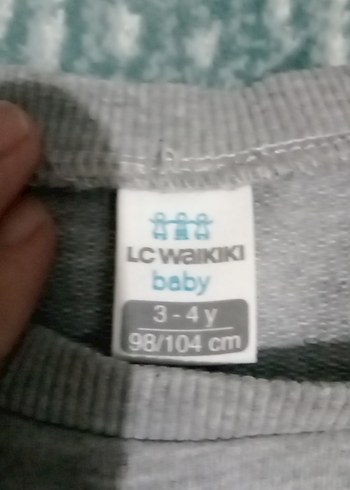 LC WAIKIKI
baby
3 - 4 y
98/104 cm